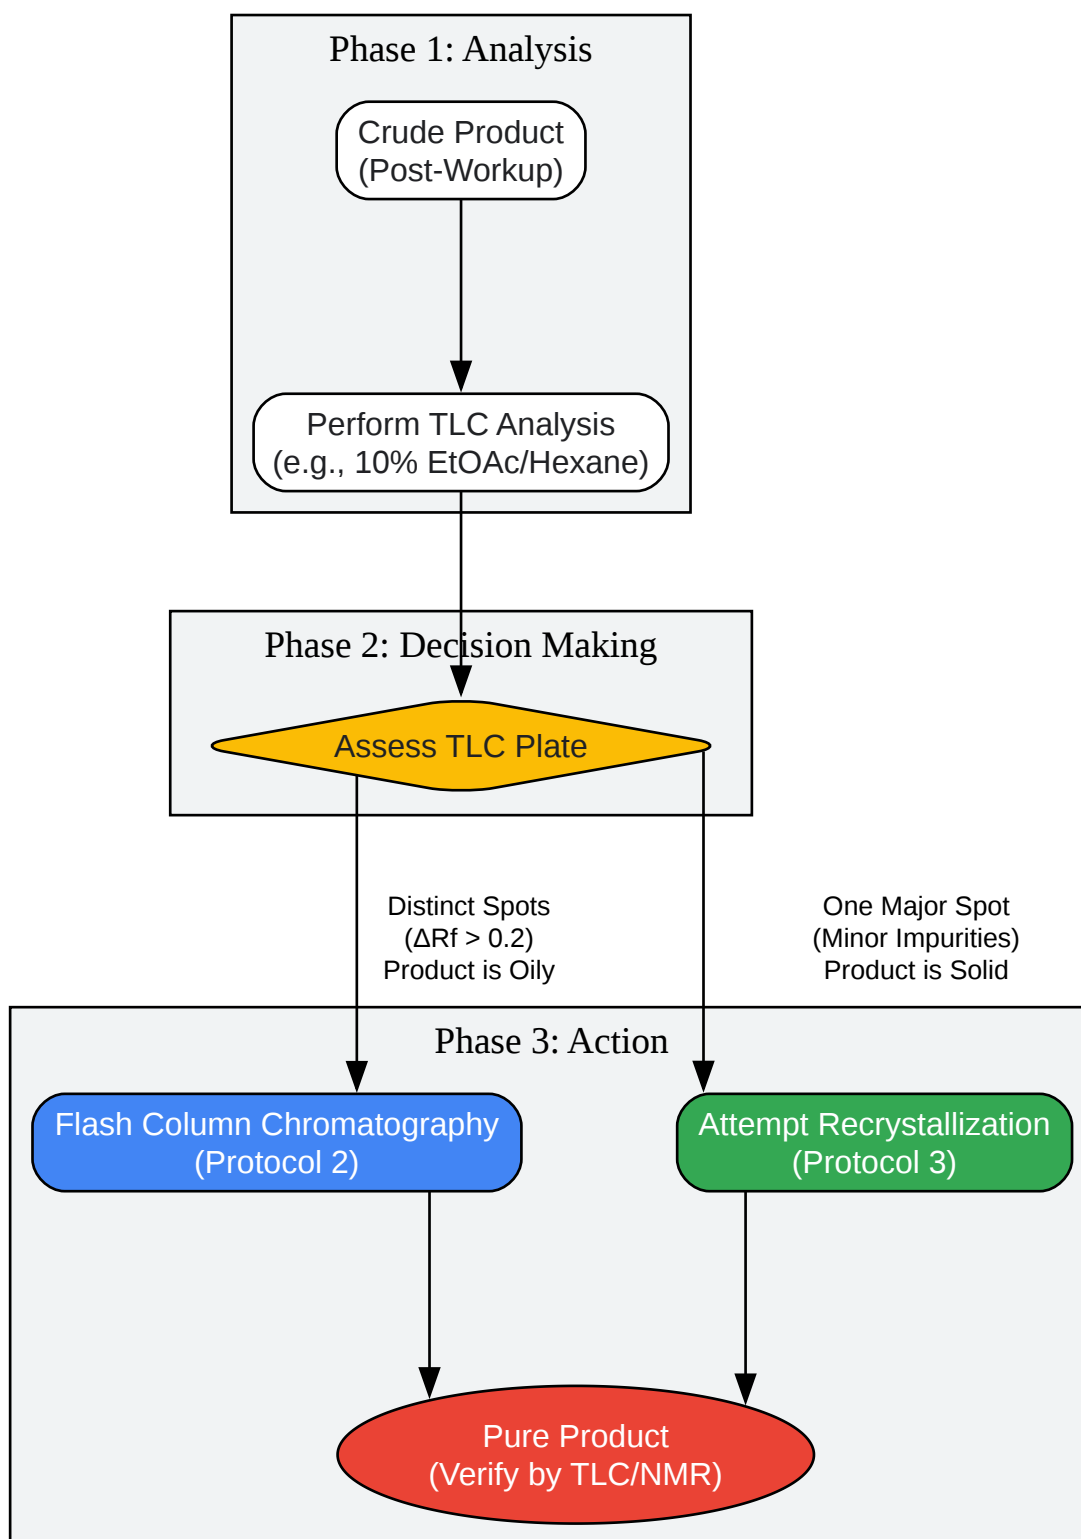 Phase 1: Analysis
Crude Product
(Post-Workup)
Perform TLC Analysis
(e.g., 10% EtOAc/Hexane)
Phase 2: Decision Making
Assess TLC Plate
Distinct Spots
(ΔRf > 0.2)
Product is Oily
One Major Spot
(Minor Impurities)
Product is Solid
Phase 3: Action
Flash Column Chromatography
(Protocol 2)
Attempt Recrystallization
(Protocol 3)
Pure Product
(Verify by TLC/NMR)